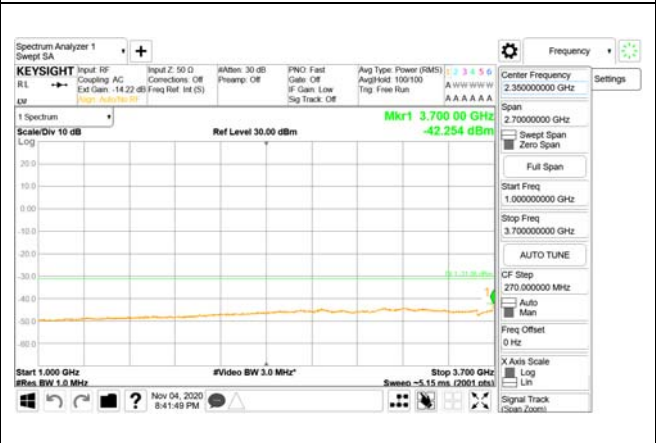 Spectrum Analyzer 1
Swept SA
Frequency
KEYSIGHT
RL
Input: RF
Coupling: AC
Ext Gain: -14.22 dB
Align: Auto/No RF
Input Z: 50 Ω
Corrections: Off
Freq Ref: Int (S)
#Atten: 30 dB
Preamp: Off
PNO: Fast
Gate: Off
IF Gain: Low
Sig Track: Off
Avg Type: Power (RMS)
Avg|Hold: 100/100
Trig: Free Run
1 2 3 4 5 6
A W W W W W
A A A A A A
1 Spectrum
Scale/Div 10 dB
Log
Ref Level 30.00 dBm
Mkr1 3.700 00 GHz
-42.254 dBm
20.0
10.0
0.00
-10.0
-20.0
-30.0
-40.0
-50.0
-60.0
1
Start 1.000 GHz
#Res BW 1.0 MHz
#Video BW 3.0 MHz*
Stop 3.700 GHz
Sweep ~5.15 ms (2001 pts)
Nov 04, 2020
8:41:49 PM
Center Frequency
2.350000000 GHz
Settings
Span
2.70000000 GHz
Swept Span
Zero Span
Full Span
Start Freq
1.000000000 GHz
Stop Freq
3.700000000 GHz
AUTO TUNE
CF Step
270.000000 MHz
Auto
Man
Freq Offset
0 Hz
X Axis Scale
Log
Lin
Signal Track
(Span Zoom)